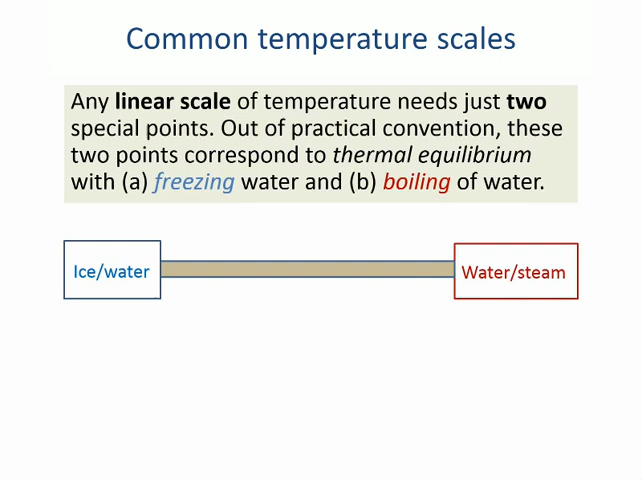 Common temperature scales
Any linear scale of temperature needs just two
special points. Out of practical convention, these
two points correspond to thermal equilibrium
with (a) freezing water and (b) boiling of water.
Ice/water
Water/steam